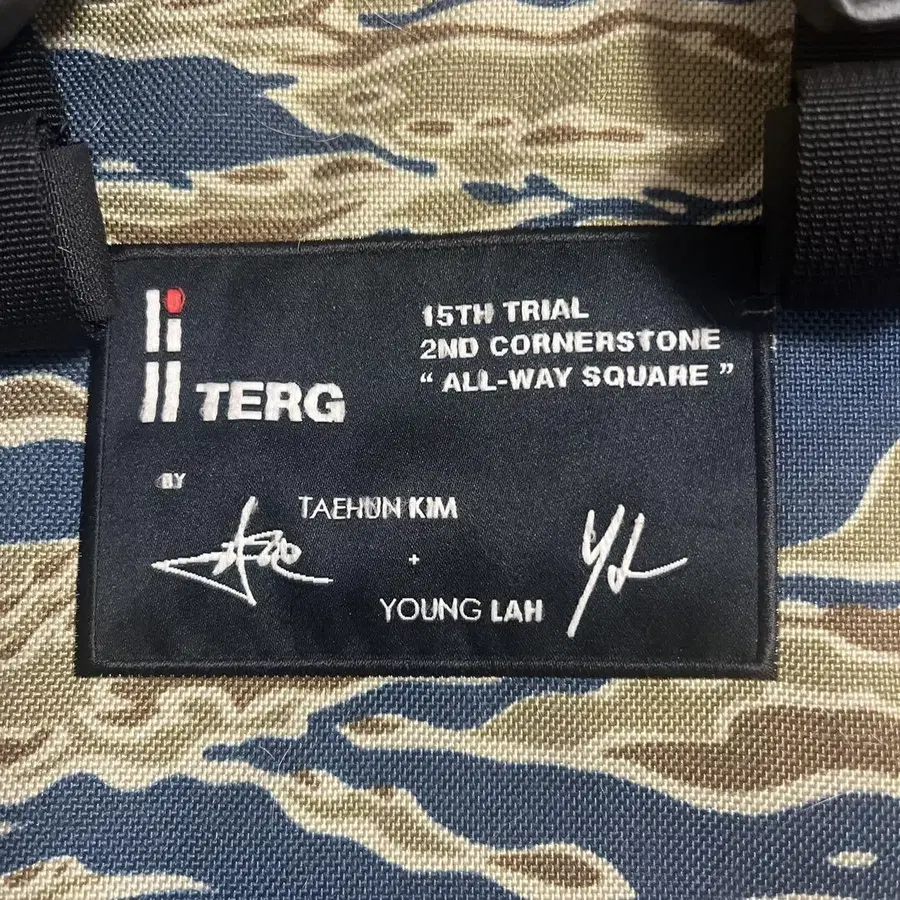 TERG
15TH TRIAL
2ND CORNERSTONE
“ ALL-WAY SQUARE ”
BY
TAEHUN KIM
+
YOUNG LAH